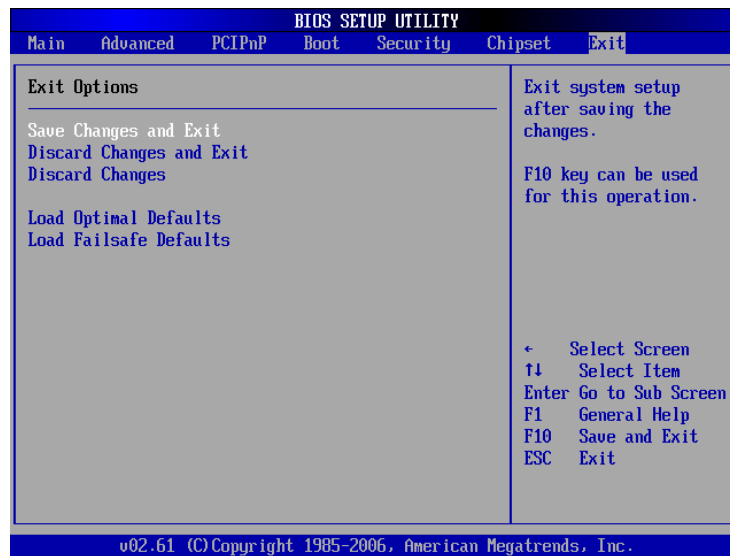 BIOS SETUP UTILITY
Main Advanced PCIPnP Boot Security Chipset Exit
Exit Options
Save Changes and Exit
Discard Changes and Exit
Discard Changes
Load Optimal Defaults
Load Failsafe Defaults
Exit system setup
after saving the
changes.
F10 key can be used
for this operation.
← Select Screen
↑↓ Select Item
Enter Go to Sub Screen
F1 General Help
F10 Save and Exit
ESC Exit
v02.61 (C)Copyright 1985-2006, American Megatrends, Inc.